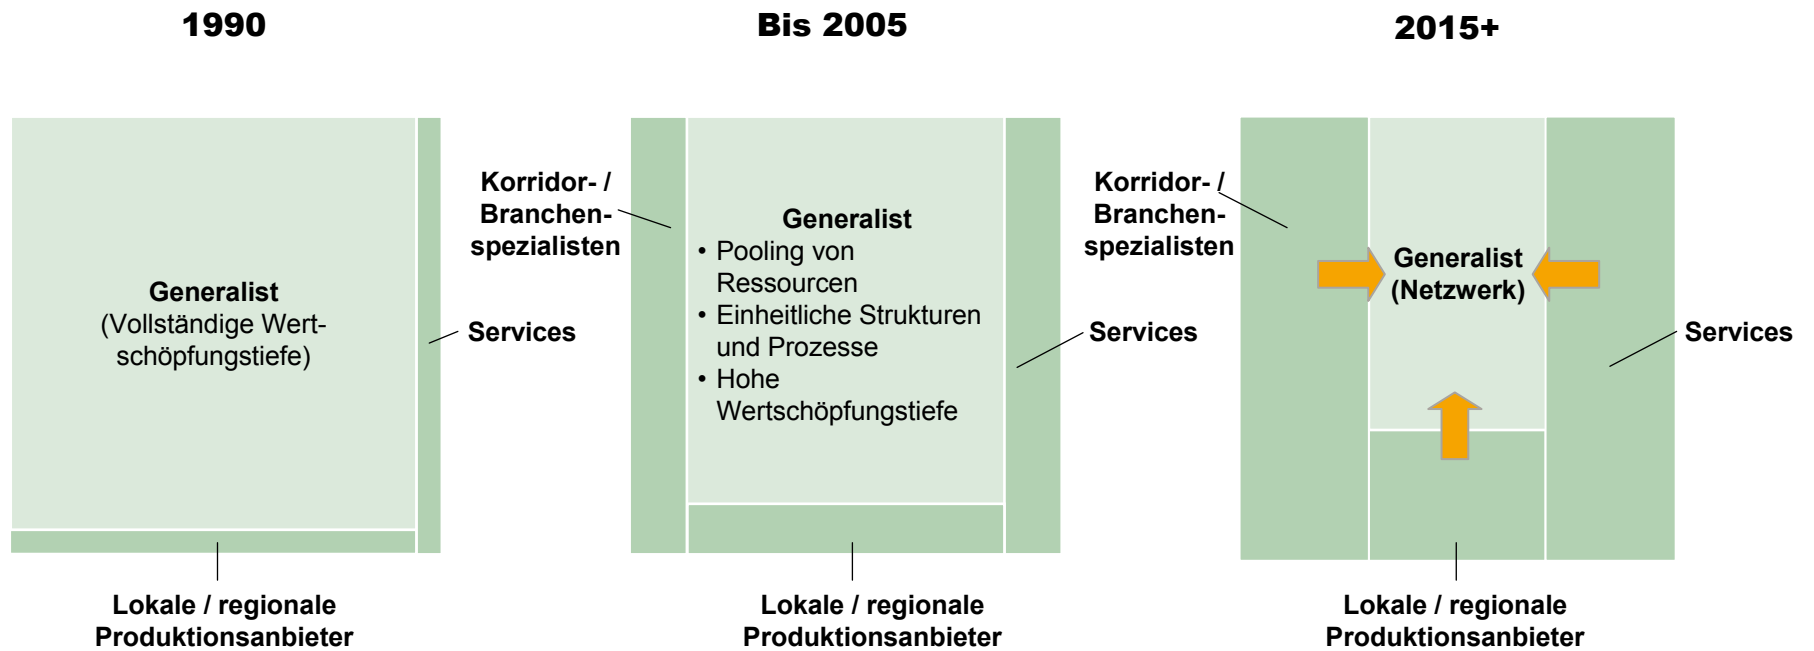 1990
Bis 2005
2015+
Generalist
(Vollständige Wert-
schöpfungstiefe)
Services
Lokale / regionale
Produktionsanbieter
Korridor- /
Branchen-
spezialisten
Generalist
• Pooling von
Ressourcen
• Einheitliche Strukturen
und Prozesse
• Hohe
Wertschöpfungstiefe
Services
Lokale / regionale
Produktionsanbieter
Korridor- /
Branchen-
spezialisten
Generalist
(Netzwerk)
Services
Lokale / regionale
Produktionsanbieter